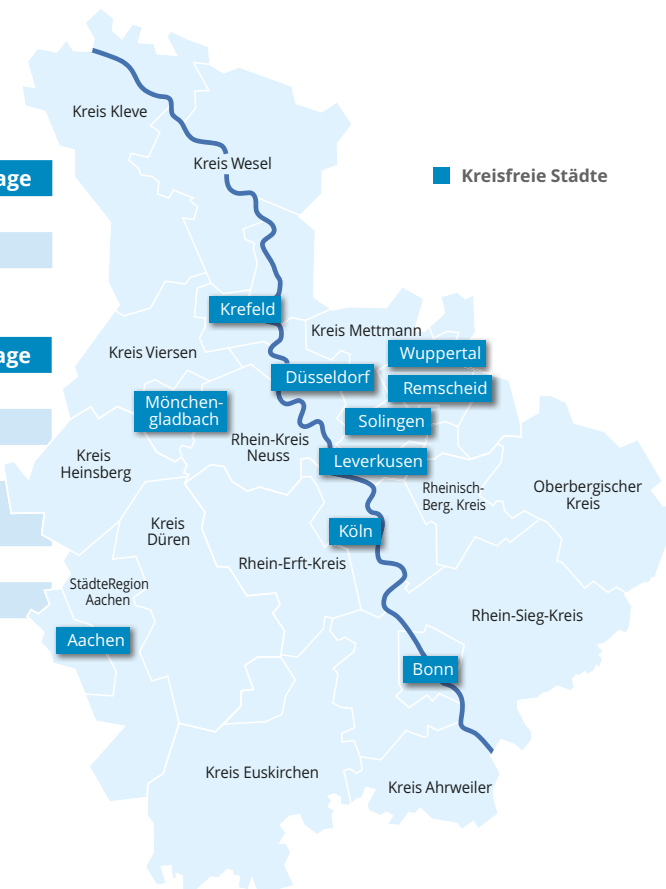 Kreis Kleve
Kreis Wesel
age
Kreisfreie Städte
Krefeld
Kreis Mettmann
Kreis Viersen
age
Wuppertal
Düsseldorf
Remscheid
Mönchen-
gladbach
Solingen
Rhein-Kreis
Neuss
Kreis
Heinsberg
Leverkusen
Rheinisch-
Berg. Kreis
Oberbergischer
Kreis
Kreis
Düren
Köln
Rhein-Erft-Kreis
StädteRegion
Aachen
Rhein-Sieg-Kreis
Aachen
Bonn
Kreis Euskirchen
Kreis Ahrweiler